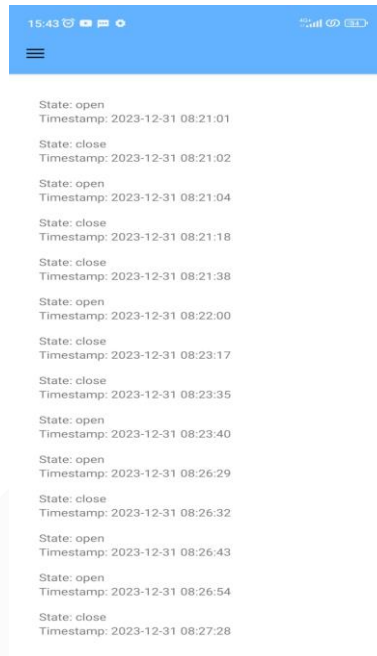 15:43
State: open
Timestamp: 2023-12-31 08:21:01
State: close
Timestamp: 2023-12-31 08:21:02
State: open
Timestamp: 2023-12-31 08:21:04
State: close
Timestamp: 2023-12-31 08:21:18
State: close
Timestamp: 2023-12-31 08:21:38
State: open
Timestamp: 2023-12-31 08:22:00
State: close
Timestamp: 2023-12-31 08:23:17
State: close
Timestamp: 2023-12-31 08:23:35
State: open
Timestamp: 2023-12-31 08:23:40
State: open
Timestamp: 2023-12-31 08:26:29
State: close
Timestamp: 2023-12-31 08:26:32
State: open
Timestamp: 2023-12-31 08:26:43
State: open
Timestamp: 2023-12-31 08:26:54
State: close
Timestamp: 2023-12-31 08:27:28